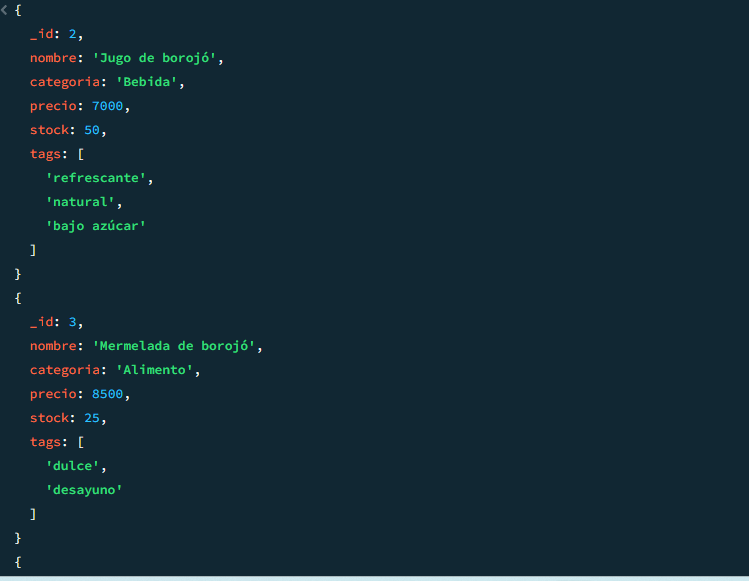 {
_id: 2,
nombre: 'Jugo de borojó',
categoria: 'Bebida',
precio: 7000,
stock: 50,
tags: [
'refrescante',
'natural',
'bajo azúcar'
]
}
{
_id: 3,
nombre: 'Mermelada de borojó',
categoria: 'Alimento',
precio: 8500,
stock: 25,
tags: [
'dulce',
'desayuno'
]
}
{